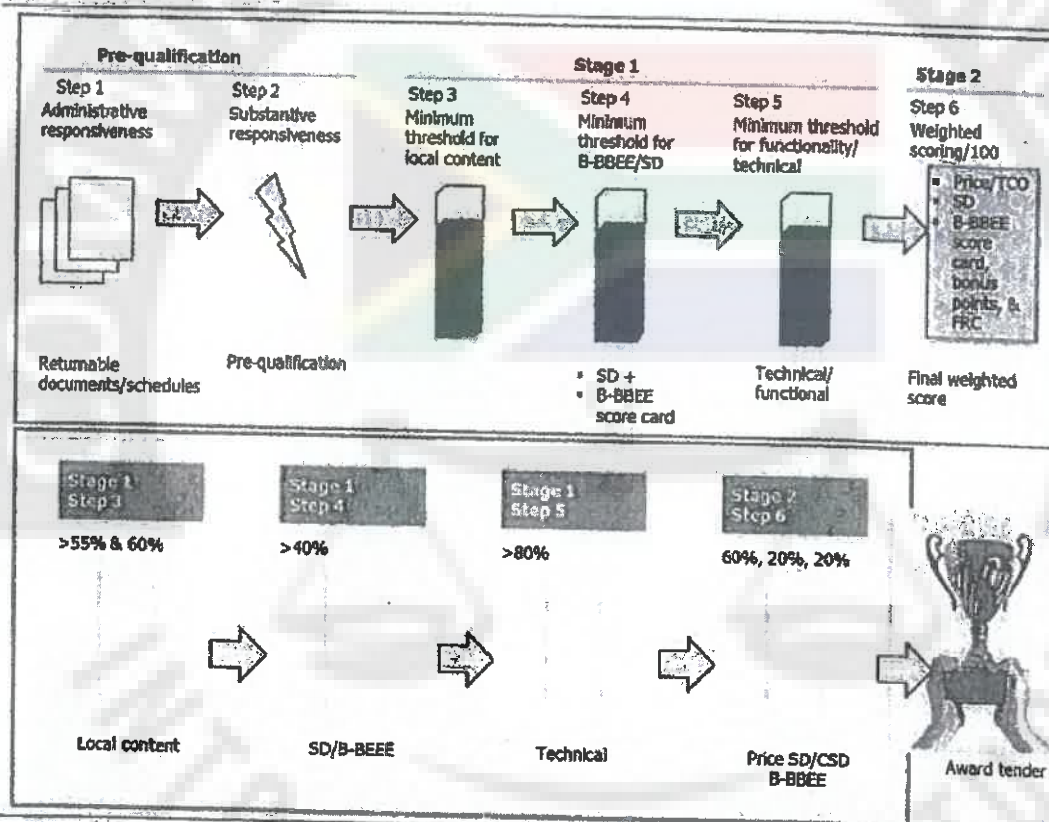 Pre-qualification
Stage 1
Stage 2
Step 1
Administrative
responsiveness
Step 2
Substantive
responsiveness
Step 3
Minimum
threshold for
local content
Step 4
Minimum
threshold for
B-BBEE/SD
Step 5
Minimum threshold
for functionality/
technical
Step 6
Weighted
scoring/100
Price/TCO
SD
B-BBEE
score
card,
bonus
points, &
FRC
Returnable
documents/schedules
Pre-qualification
▪ SD +
▪ B-BBEE
score card
Technical/
functional
Final weighted
score
Stage 1
Step 3
>55% & 60%
Local content
Stage 1
Step 4
>40%
SD/B-BEEE
Stage 1
Step 5
>80%
Technical
Stage 2
Step 6
60%, 20%, 20%
Price SD/CSD
B-BBEE
Award tender